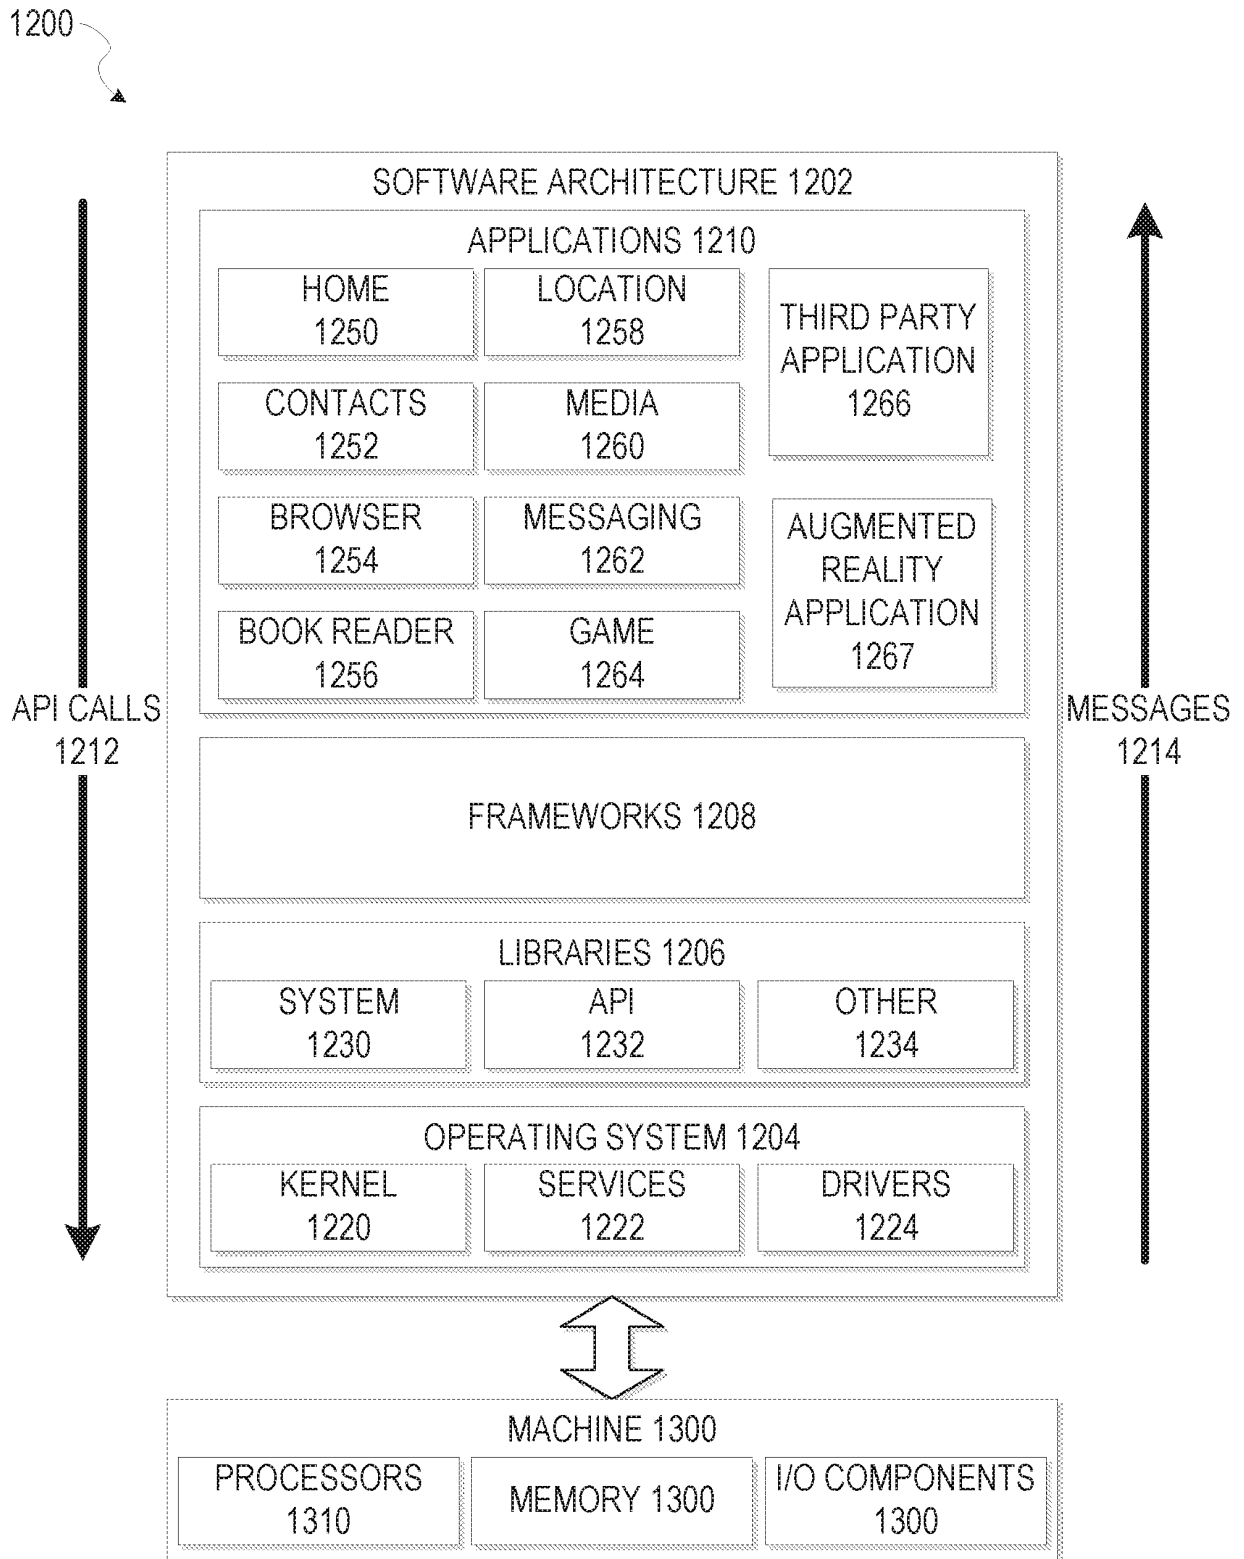 1200
SOFTWARE ARCHITECTURE 1202
APPLICATIONS 1210
HOME
1250
LOCATION
1258
THIRD PARTY
APPLICATION
1266
CONTACTS
1252
MEDIA
1260
BROWSER
1254
MESSAGING
1262
AUGMENTED
REALITY
APPLICATION
1267
BOOK READER
1256
GAME
1264
API CALLS
1212
MESSAGES
1214
FRAMEWORKS 1208
LIBRARIES 1206
SYSTEM
1230
API
1232
OTHER
1234
OPERATING SYSTEM 1204
KERNEL
1220
SERVICES
1222
DRIVERS
1224
MACHINE 1300
PROCESSORS
1310
MEMORY 1300
I/O COMPONENTS
1300